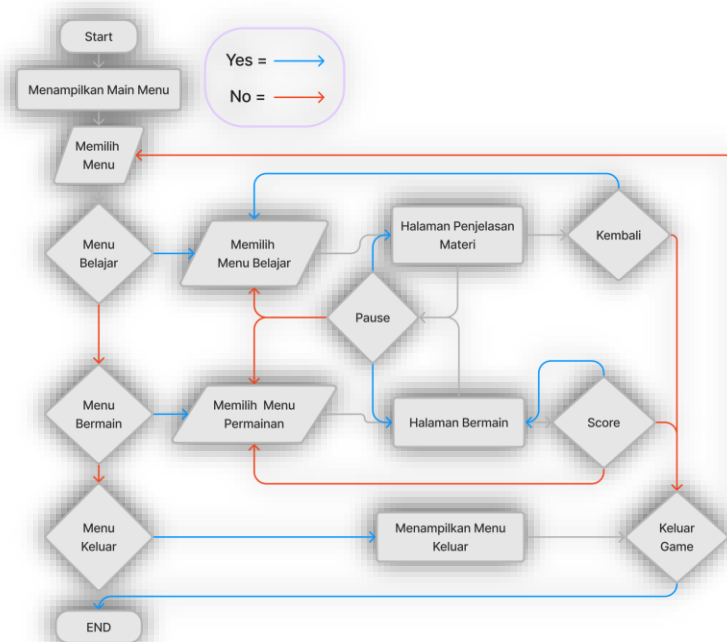 Start
Yes =
No =
Menampilkan Main Menu
Memilih
Menu
Menu
Belajar
Memilih
Menu Belajar
Halaman Penjelasan
Materi
Kembali
Pause
Menu
Bermain
Memilih Menu
Permainan
Halaman Bermain
Score
Menu
Keluar
Menampilkan Menu
Keluar
Keluar
Game
END